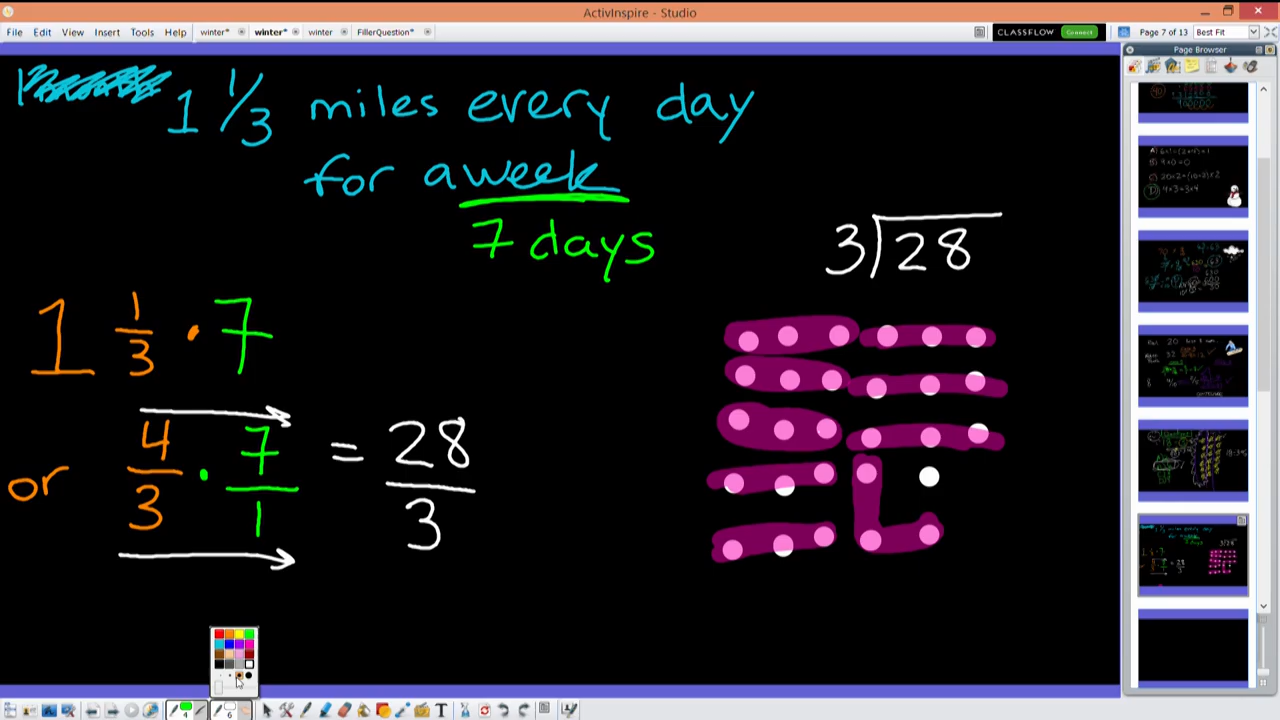 ActivInspire - Studio
File Edit View Insert Tools Help winter* winter* winter FillerQuestion* CLASSFLOW Connect Page 7 of 13 Best Fit
Page Browser
1 1/3 miles every day
for a week
7 days
3 28
1 1/3 · 7
or 4/3 · 7/1 = 28/3
4 6